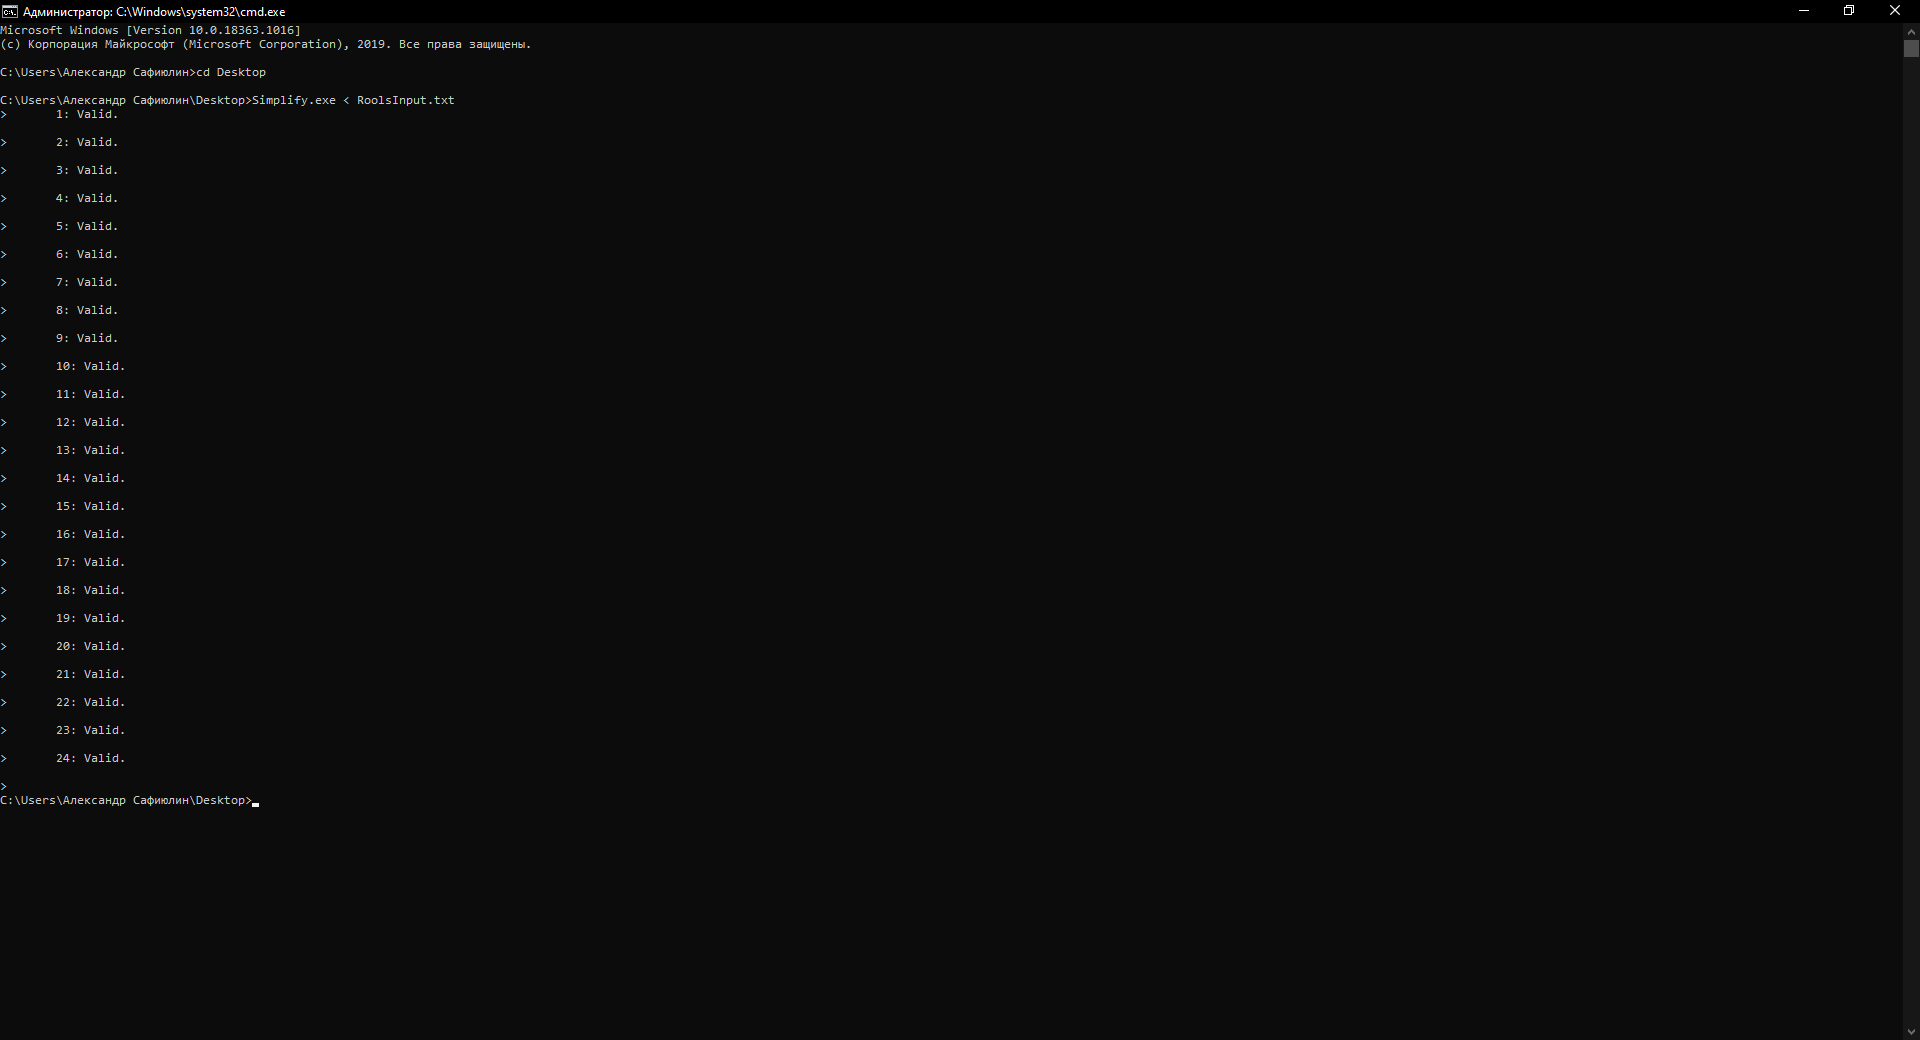 Администратор: C:\Windows\system32\cmd.exe
Microsoft Windows [Version 10.0.18363.1016]
(c) Корпорация Майкрософт (Microsoft Corporation), 2019. Все права защищены.
C:\Users\Александр Сафиюлин>cd Desktop
C:\Users\Александр Сафиюлин\Desktop>Simplify.exe < RoolsInput.txt
> 1: Valid.
> 2: Valid.
> 3: Valid.
> 4: Valid.
> 5: Valid.
> 6: Valid.
> 7: Valid.
> 8: Valid.
> 9: Valid.
> 10: Valid.
> 11: Valid.
> 12: Valid.
> 13: Valid.
> 14: Valid.
> 15: Valid.
> 16: Valid.
> 17: Valid.
> 18: Valid.
> 19: Valid.
> 20: Valid.
> 21: Valid.
> 22: Valid.
> 23: Valid.
> 24: Valid.
>
C:\Users\Александр Сафиюлин\Desktop>